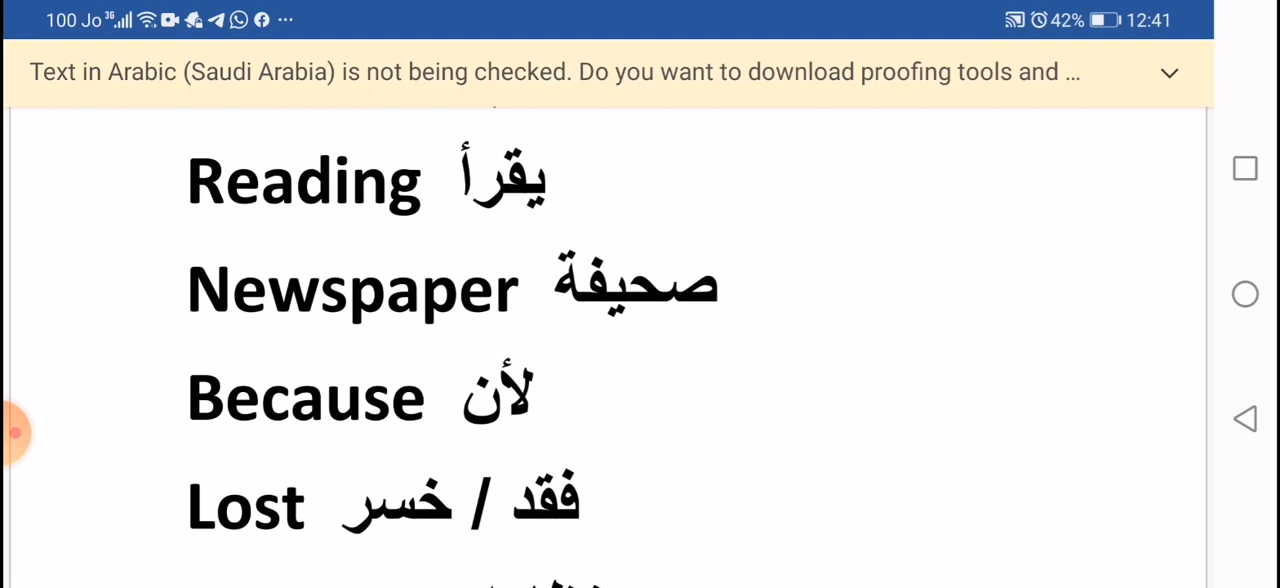 100 Jo 3G 42% 12:41
Text in Arabic (Saudi Arabia) is not being checked. Do you want to download proofing tools and ...
Reading يقرأ
Newspaper صحيفة
Because لأن
Lost فقد / خسر